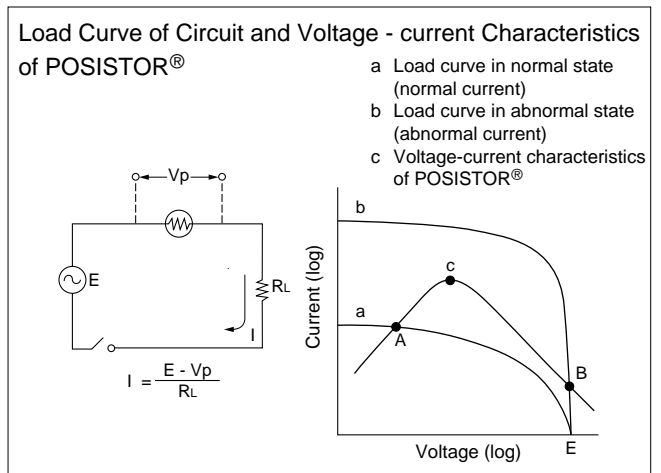 Load Curve of Circuit and Voltage - current Characteristics
of POSISTOR®
a Load curve in normal state
(normal current)
b Load curve in abnormal state
(abnormal current)
c Voltage-current characteristics
of POSISTOR®
Vp
E
RL
I
I = E - Vp
RL
b
c
a
A
B
Current (log)
Voltage (log)
E